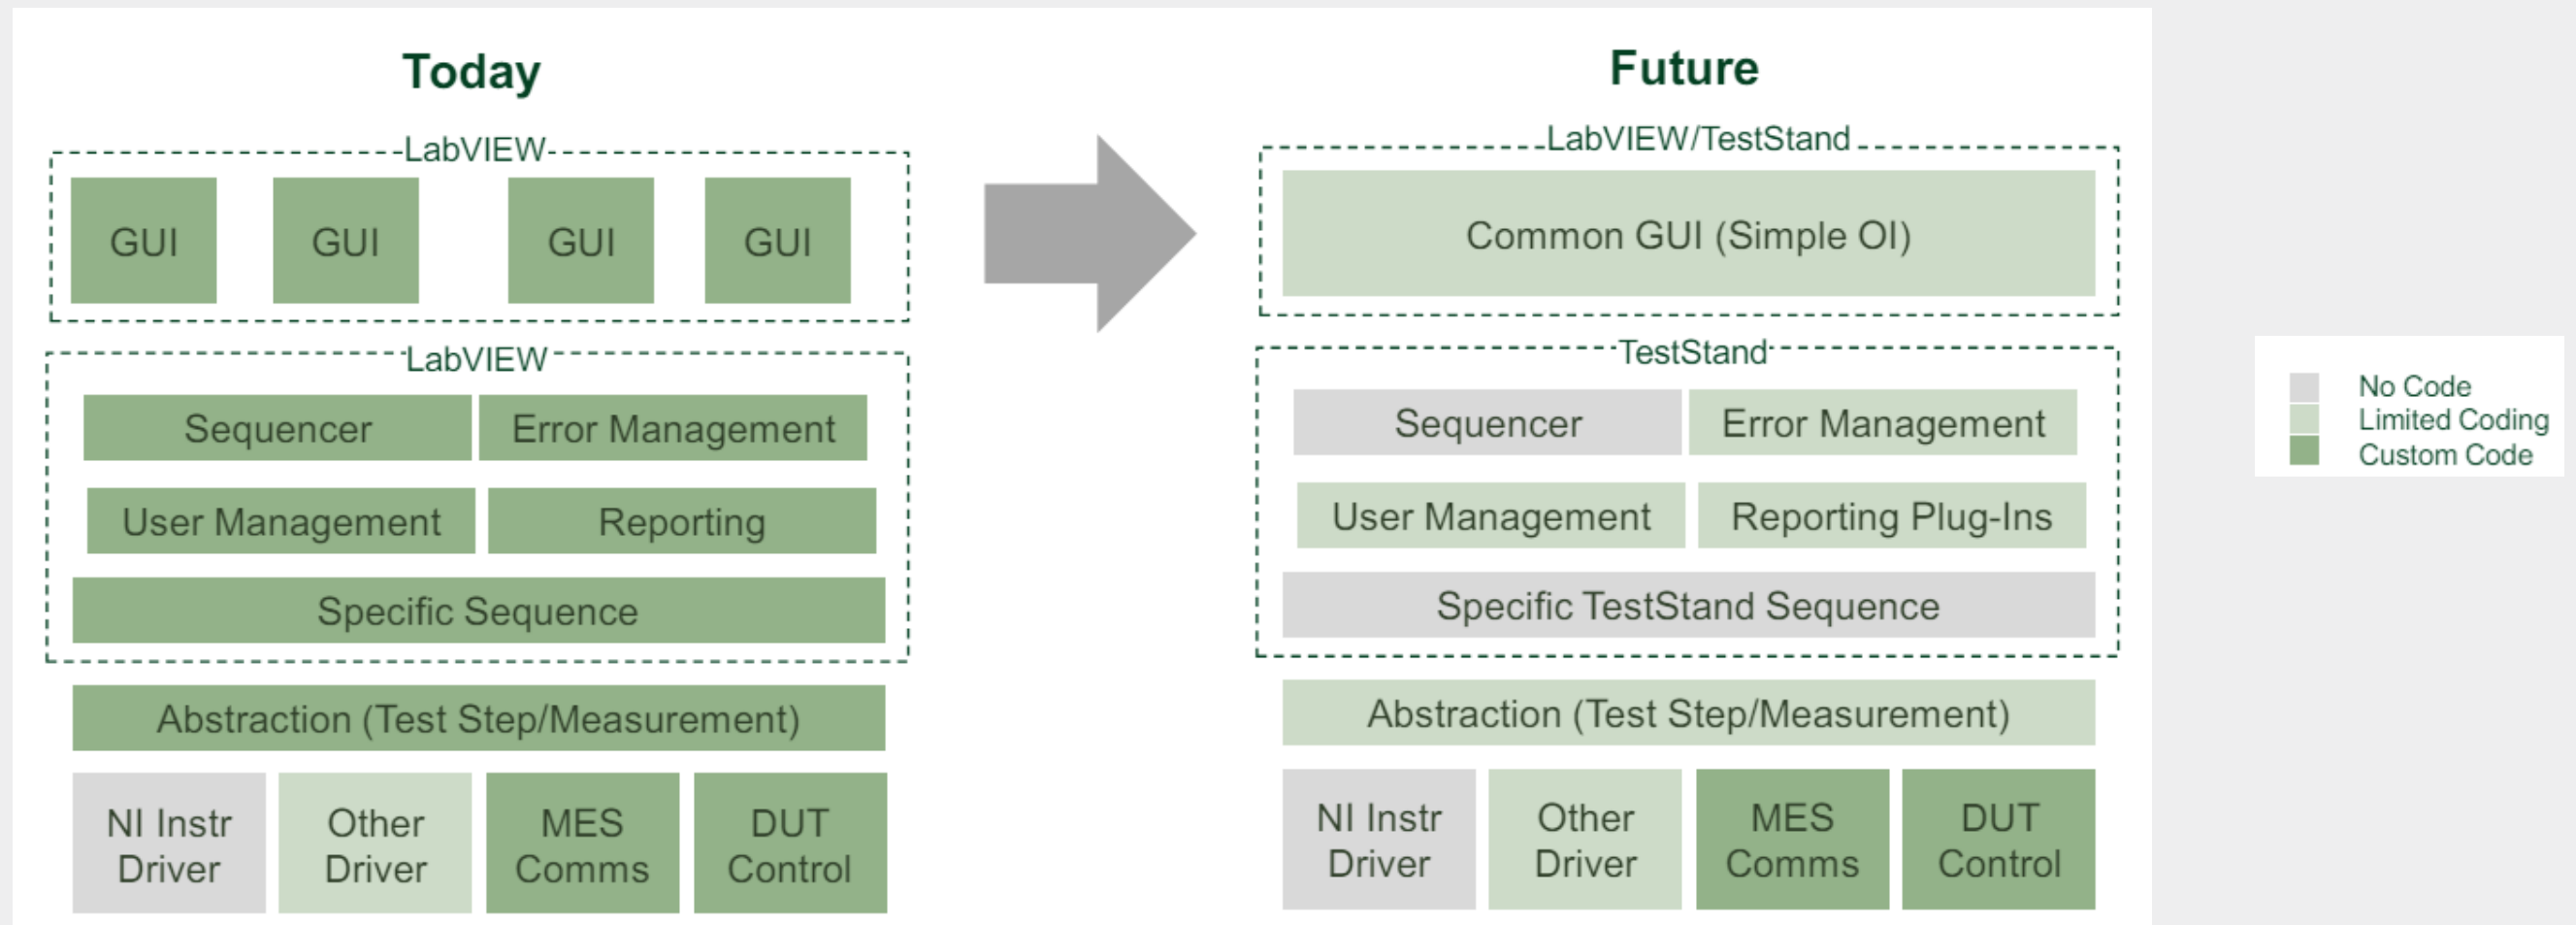 Today
LabVIEW
GUI
GUI
GUI
GUI
LabVIEW
Sequencer
Error Management
User Management
Reporting
Specific Sequence
Abstraction (Test Step/Measurement)
NI Instr
Driver
Other
Driver
MES
Comms
DUT
Control
Future
LabVIEW/TestStand
Common GUI (Simple OI)
TestStand
Sequencer
Error Management
User Management
Reporting Plug-Ins
Specific TestStand Sequence
Abstraction (Test Step/Measurement)
NI Instr
Driver
Other
Driver
MES
Comms
DUT
Control
No Code
Limited Coding
Custom Code